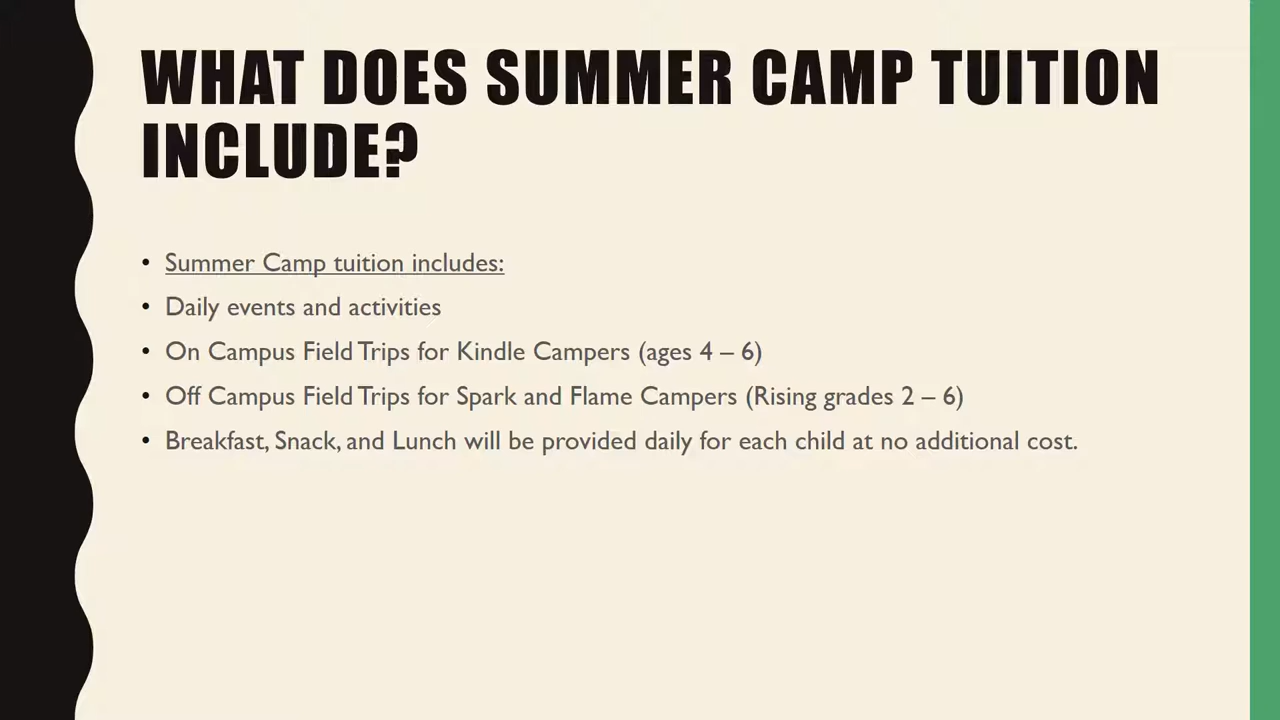 WHAT DOES SUMMER CAMP TUITION
INCLUDE?
• Summer Camp tuition includes:
• Daily events and activities
• On Campus Field Trips for Kindle Campers (ages 4 – 6)
• Off Campus Field Trips for Spark and Flame Campers (Rising grades 2 – 6)
• Breakfast, Snack, and Lunch will be provided daily for each child at no additional cost.